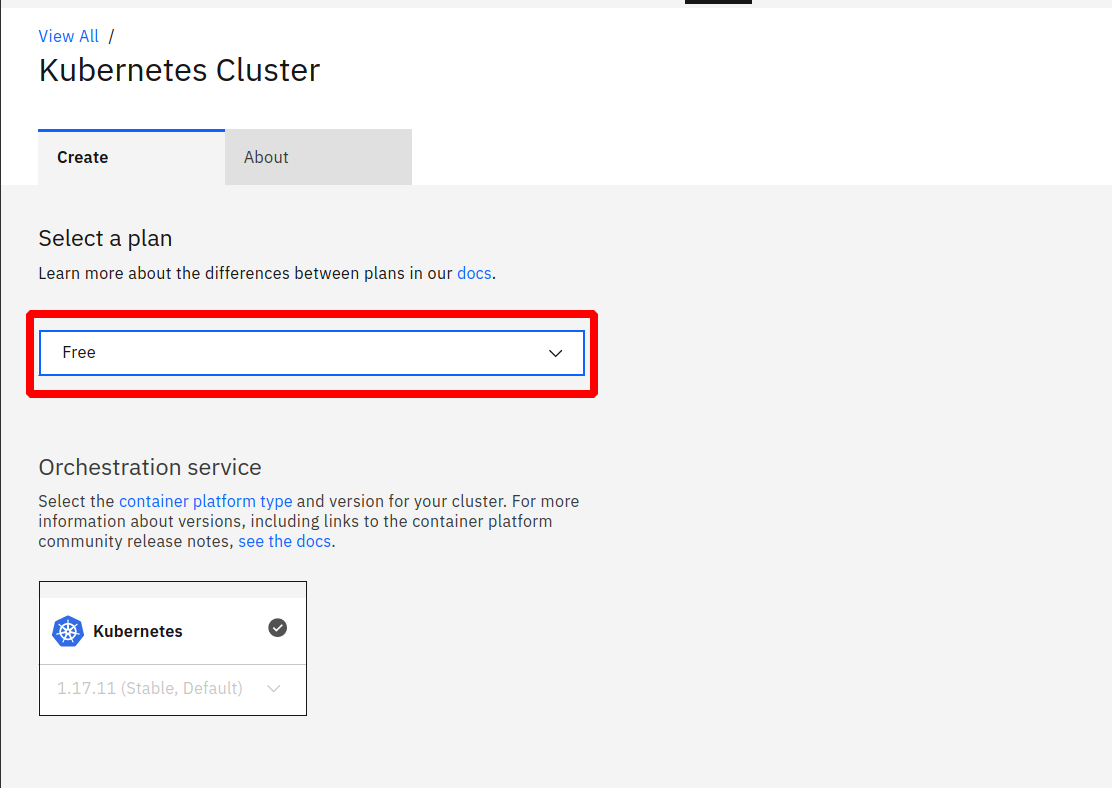 View All /
Kubernetes Cluster
Create
About
Select a plan
Learn more about the differences between plans in our docs.
Free
Orchestration service
Select the container platform type and version for your cluster. For more
information about versions, including links to the container platform
community release notes, see the docs.
Kubernetes
1.17.11 (Stable, Default)